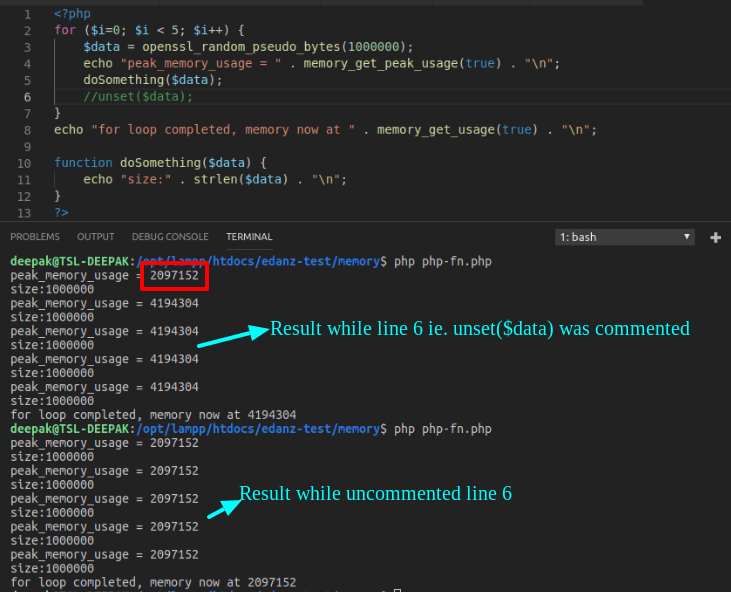 1 <?php
2 for ($i=0; $i < 5; $i++) {
3 $data = openssl_random_pseudo_bytes(1000000);
4 echo "peak_memory_usage = " . memory_get_peak_usage(true) . "\n";
5 doSomething($data);
6 //unset($data);
7 }
8 echo "for loop completed, memory now at " . memory_get_usage(true) . "\n";
9
10 function doSomething($data) {
11 echo "size:" . strlen($data) . "\n";
12 }
13 ?>
PROBLEMS OUTPUT DEBUG CONSOLE TERMINAL 1: bash
deepak@TSL-DEEPAK:/opt/lampp/htdocs/edanz-test/memory$ php php-fn.php
peak_memory_usage = 2097152
size:1000000
peak_memory_usage = 4194304
size:1000000
peak_memory_usage = 4194304
Result while line 6 ie. unset($data) was commented
size:1000000
peak_memory_usage = 4194304
size:1000000
peak_memory_usage = 4194304
size:1000000
for loop completed, memory now at 4194304
deepak@TSL-DEEPAK:/opt/lampp/htdocs/edanz-test/memory$ php php-fn.php
peak_memory_usage = 2097152
size:1000000
peak_memory_usage = 2097152
size:1000000
Result while uncommented line 6
peak_memory_usage = 2097152
size:1000000
peak_memory_usage = 2097152
size:1000000
peak_memory_usage = 2097152
size:1000000
for loop completed, memory now at 2097152